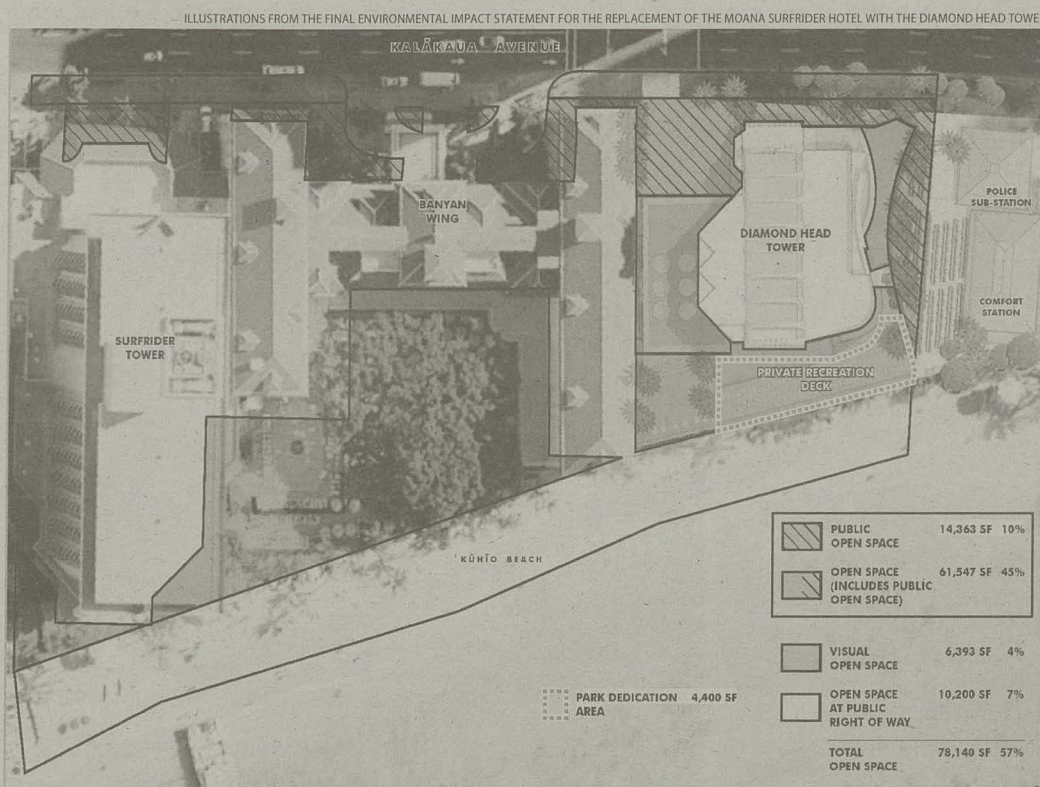 ILLUSTRATIONS FROM THE FINAL ENVIRONMENTAL IMPACT STATEMENT FOR THE REPLACEMENT OF THE MOANA SURFRIDER HOTEL WITH THE DIAMOND HEAD TOWE
KALĀKAUA AVENUE
POLICE
SUB-STATION
BANYAN
WING
DIAMOND HEAD
TOWER
COMFORT
STATION
SURFRIDER
TOWER
PRIVATE RECREATION
DECK
PUBLIC 14,363 SF 10%
OPEN SPACE
'KŪHĪO BEACH
OPEN SPACE 61,547 SF 45%
(INCLUDES PUBLIC
OPEN SPACE)
VISUAL 6,393 SF 4%
OPEN SPACE
PARK DEDICATION 4,400 SF
AREA
OPEN SPACE 10,200 SF 7%
AT PUBLIC
RIGHT OF WAY
TOTAL 78,140 SF 57%
OPEN SPACE